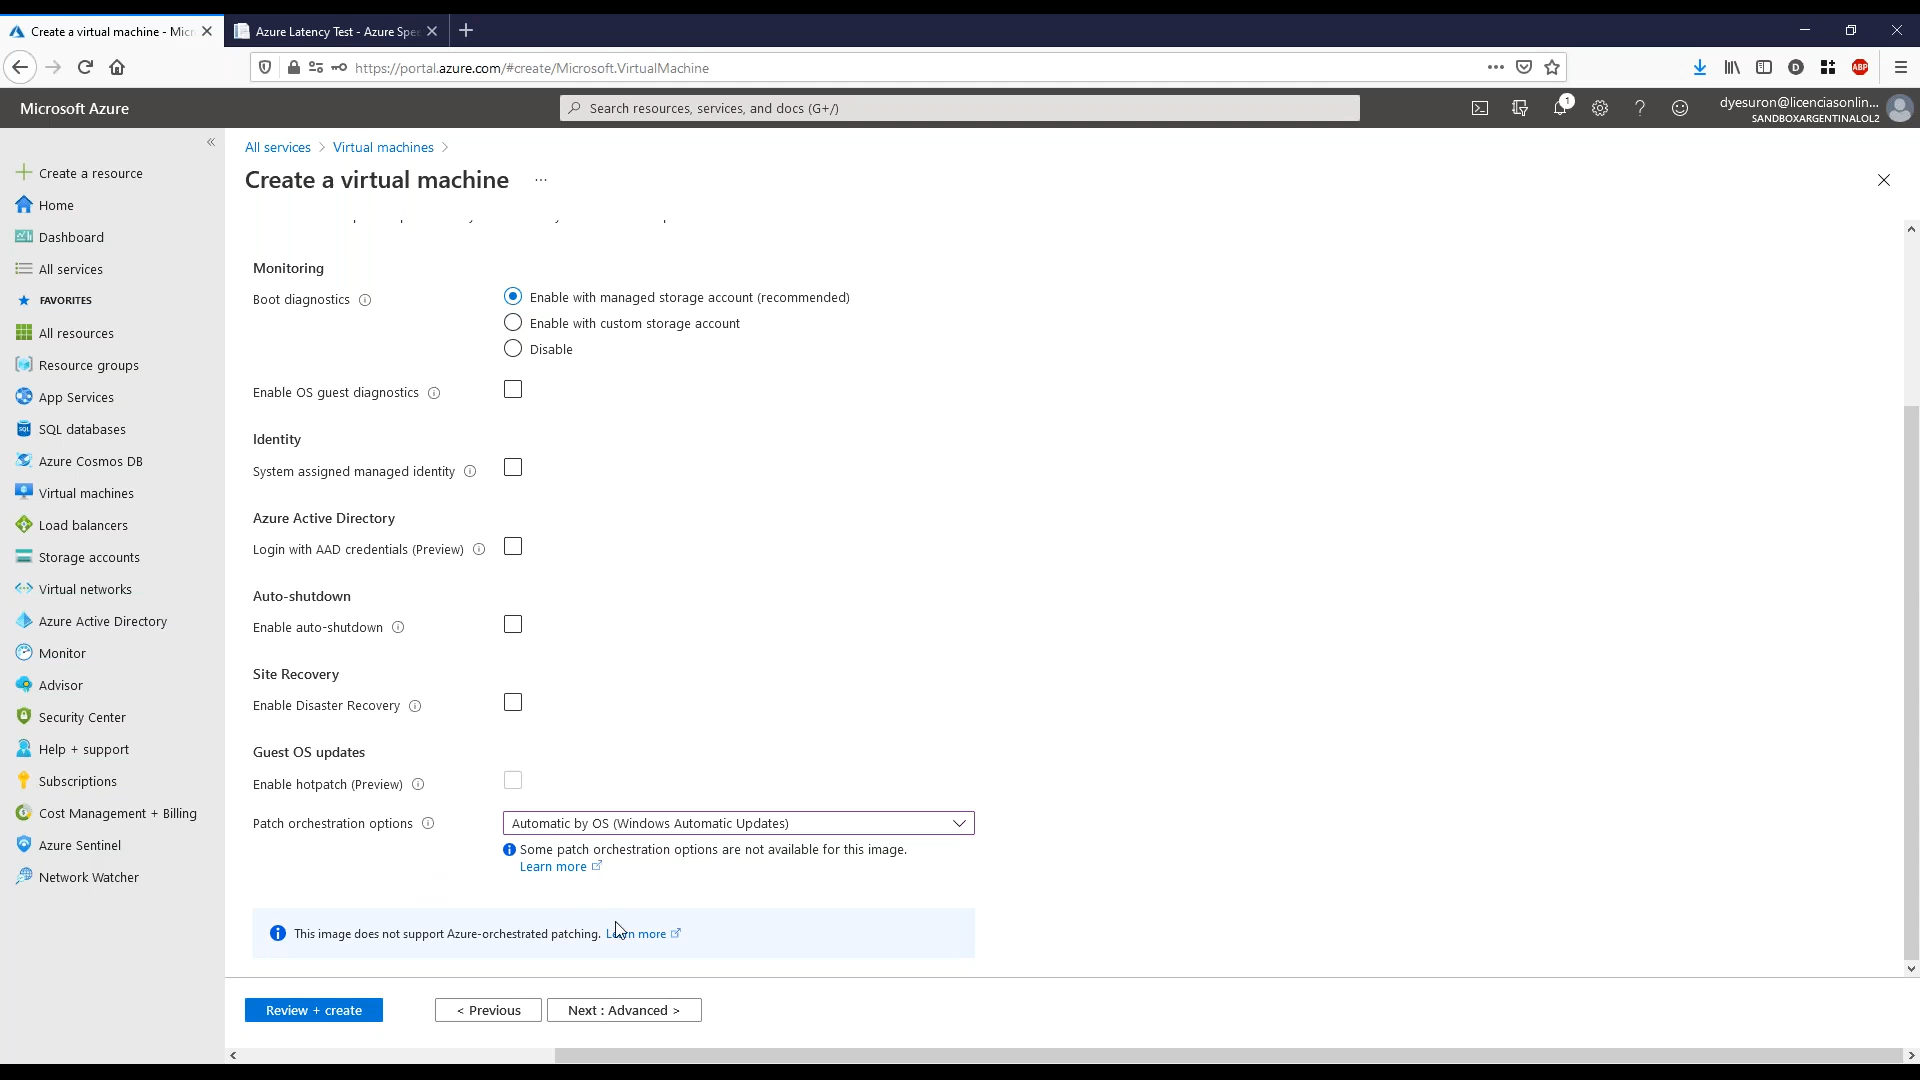 Create a virtual machine - Micr
Azure Latency Test - Azure Spe
https://portal.azure.com/#create/Microsoft.VirtualMachine
ABP
Microsoft Azure
Search resources, services, and docs (G+/)
1
dyesuron@licenciasonlin...
SANDBOXARGENTINALOL2
All services > Virtual machines >
Create a virtual machine ...
Create a resource
Home
Dashboard
All services
FAVORITES
All resources
Resource groups
App Services
SQL databases
Azure Cosmos DB
Virtual machines
Load balancers
Storage accounts
Virtual networks
Azure Active Directory
Monitor
Advisor
Security Center
Help + support
Subscriptions
Cost Management + Billing
Azure Sentinel
Network Watcher
Monitoring
Boot diagnostics
Enable with managed storage account (recommended)
Enable with custom storage account
Disable
Enable OS guest diagnostics
Identity
System assigned managed identity
Azure Active Directory
Login with AAD credentials (Preview)
Auto-shutdown
Enable auto-shutdown
Site Recovery
Enable Disaster Recovery
Guest OS updates
Enable hotpatch (Preview)
Patch orchestration options
Automatic by OS (Windows Automatic Updates)
Some patch orchestration options are not available for this image.
Learn more
This image does not support Azure-orchestrated patching. Learn more
Review + create
< Previous
Next : Advanced >